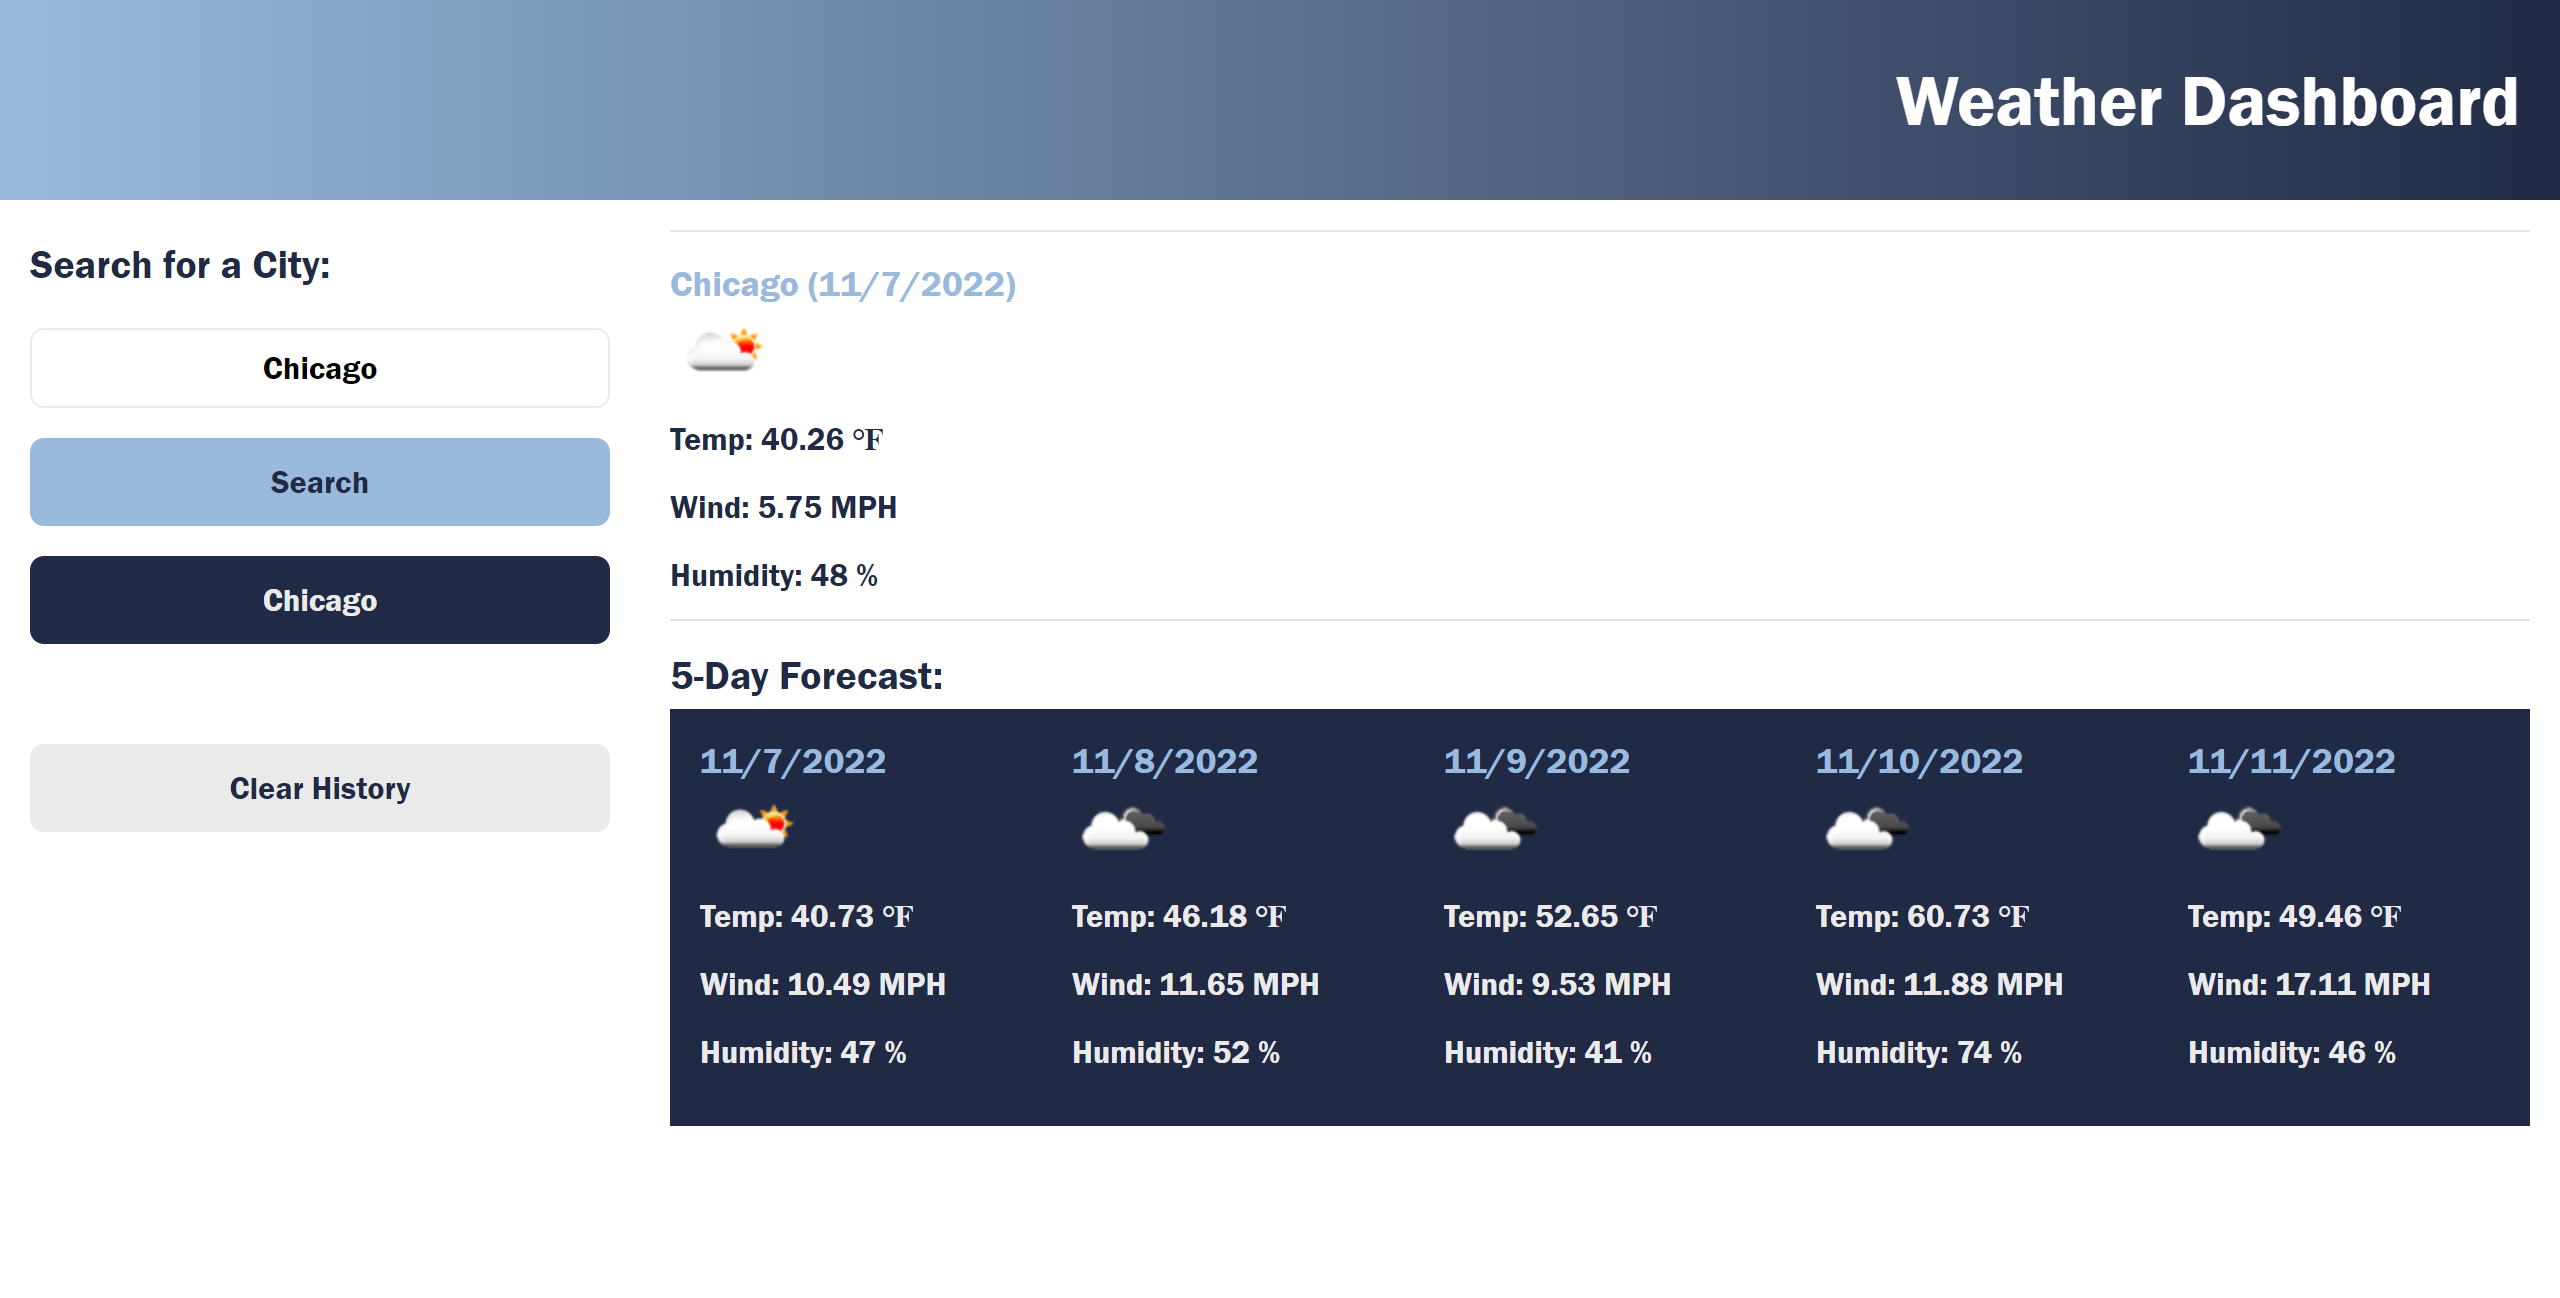 Weather Dashboard
Search for a City:
Chicago
Search
Chicago
Clear History
Chicago (11/7/2022)
Temp: 40.26 °F
Wind: 5.75 MPH
Humidity: 48 %
5-Day Forecast:
11/7/2022
Temp: 40.73 °F
Wind: 10.49 MPH
Humidity: 47 %
11/8/2022
Temp: 46.18 °F
Wind: 11.65 MPH
Humidity: 52 %
11/9/2022
Temp: 52.65 °F
Wind: 9.53 MPH
Humidity: 41 %
11/10/2022
Temp: 60.73 °F
Wind: 11.88 MPH
Humidity: 74 %
11/11/2022
Temp: 49.46 °F
Wind: 17.11 MPH
Humidity: 46 %